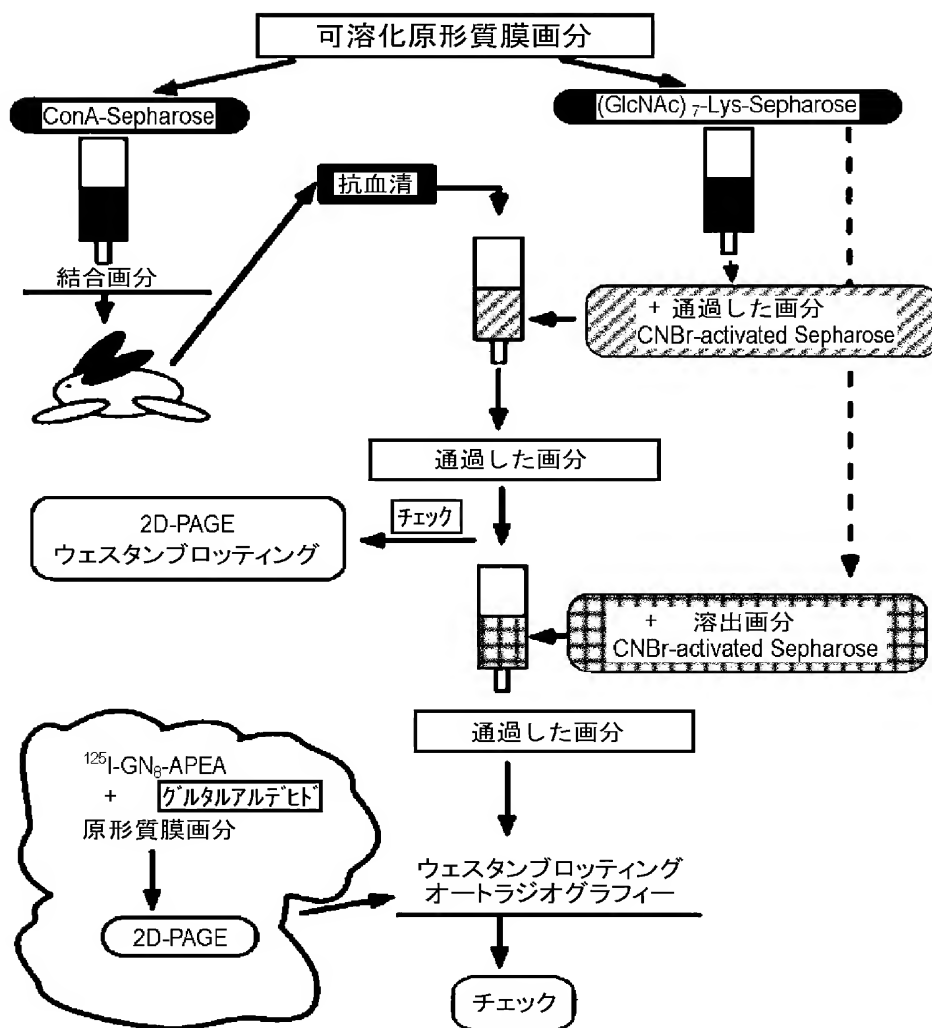 可溶化原形質膜画分
ConA-Sepharose
(GlcNAc) 7-Lys-Sepharose
抗血清
結合画分
+ 通過した画分
CNBr-activated Sepharose
通過した画分
チェック
2D-PAGE
ウェスタンブロッティング
+ 溶出画分
CNBr-activated Sepharose
通過した画分
125I-GN8-APEA
+ グルタルアルデヒド
原形質膜画分
2D-PAGE
ウェスタンブロッティング
オートラジオグラフィー
チェック